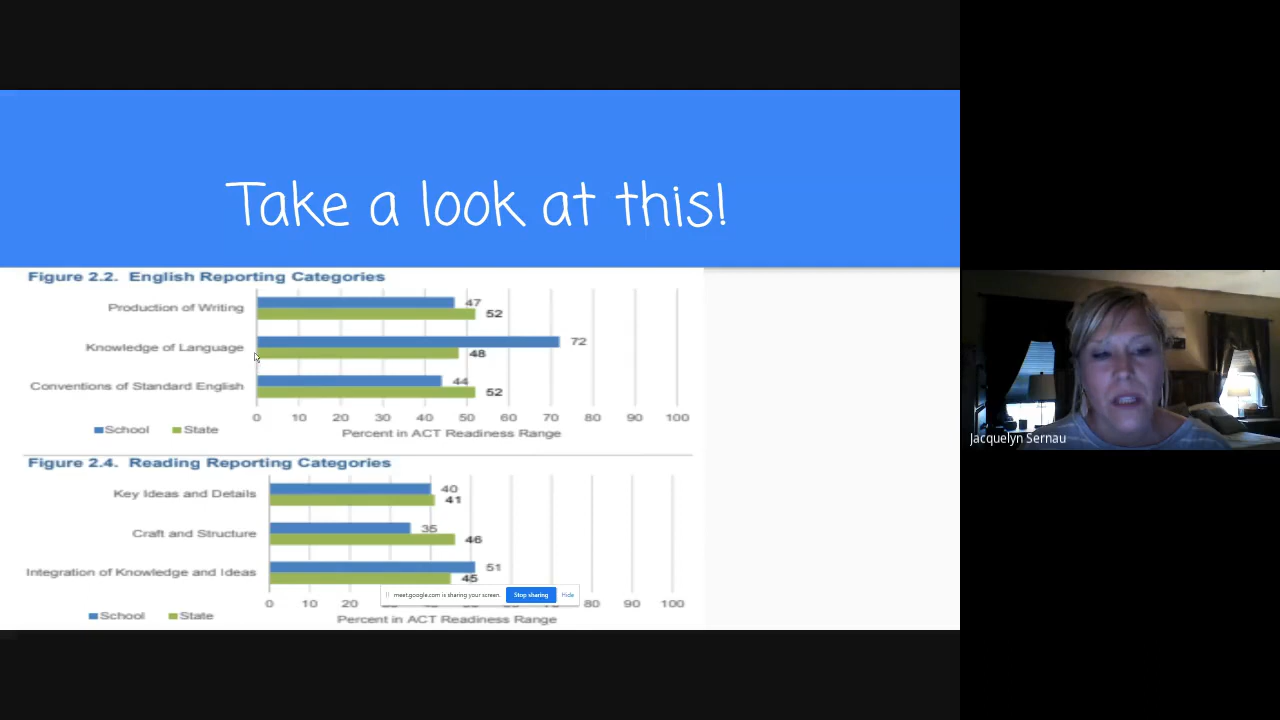 Take a look at this!
Figure 2.2. English Reporting Categories
Production of Writing
47
52
Knowledge of Language
72
48
Conventions of Standard English
44
52
0 10 20 30 40 50 60 70 80 90 100
School State
Percent in ACT Readiness Range
Figure 2.4. Reading Reporting Categories
Key Ideas and Details
40
41
Craft and Structure
35
46
Integration of Knowledge and Ideas
51
45
meet.google.com is sharing your screen. Stop sharing Hide
0 10 20 80 90 100
School State
Percent in ACT Readiness Range
Jacquelyn Sernau